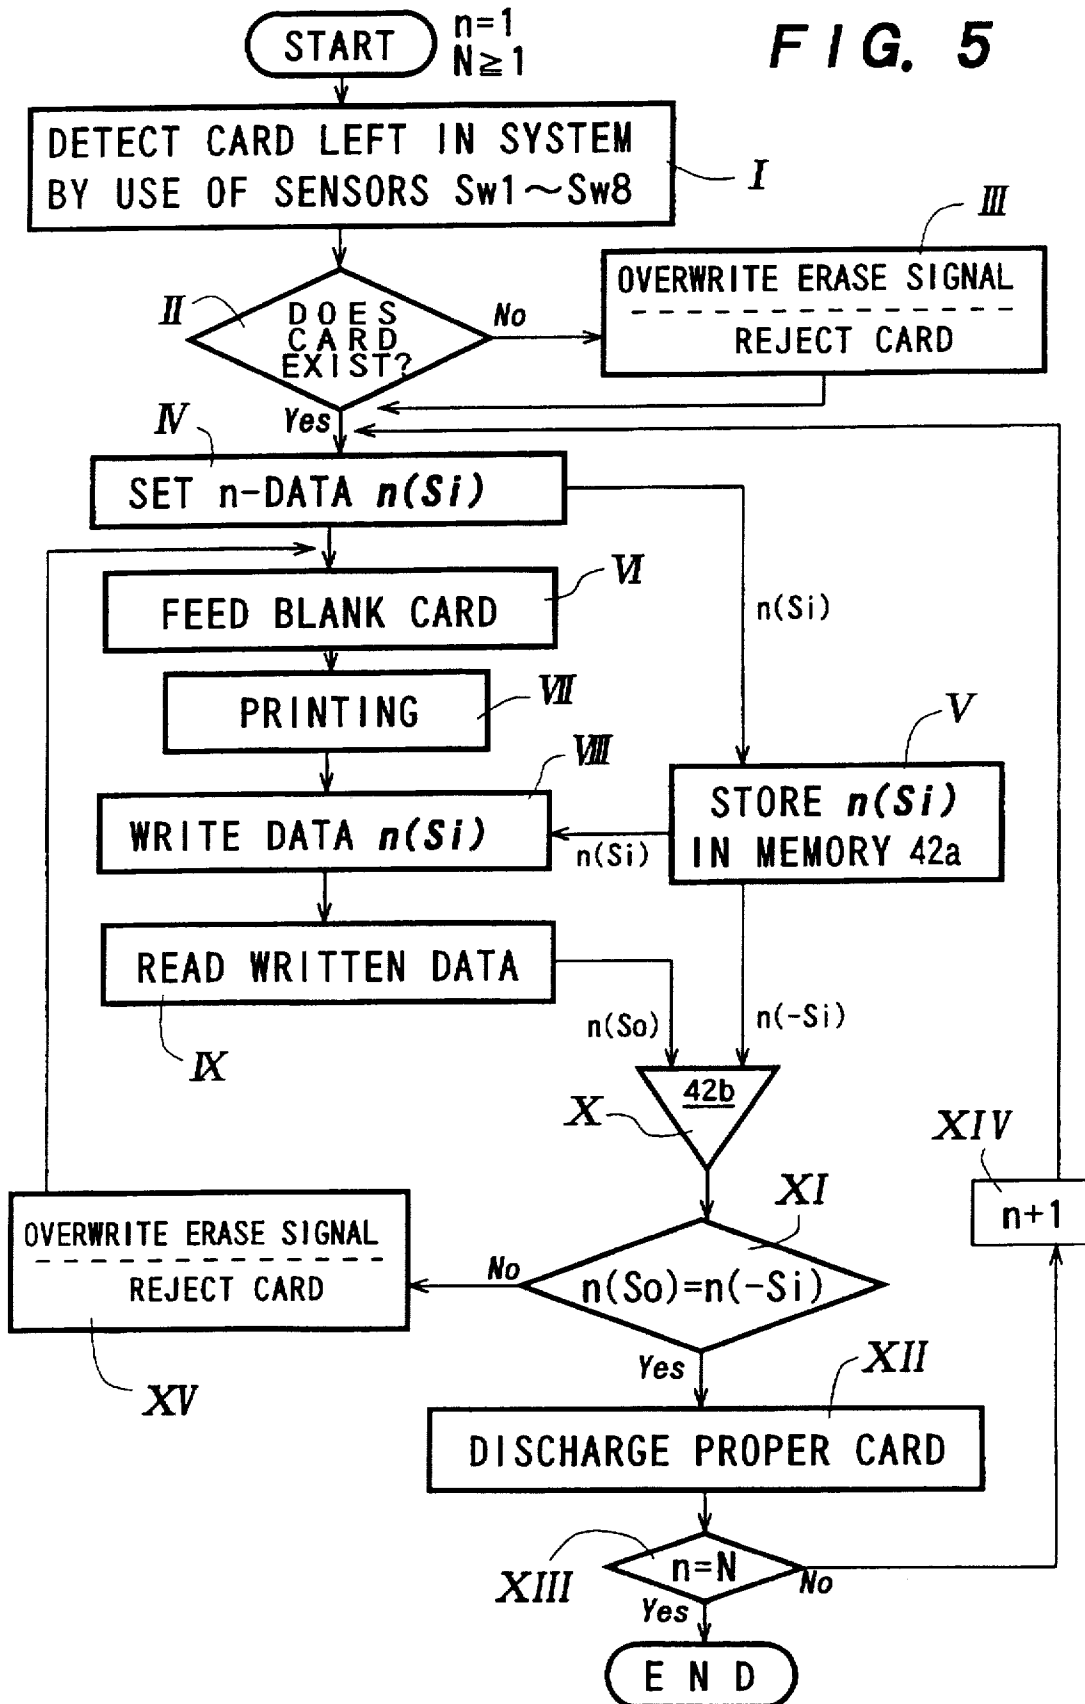 FIG. 5
START
n=1
N≧1
DETECT CARD LEFT IN SYSTEM
BY USE OF SENSORS Sw1~Sw8
I
II
DOES
CARD
EXIST?
No
Yes
III
OVERWRITE ERASE SIGNAL
REJECT CARD
IV
SET n-DATA n(Si)
n(Si)
VI
FEED BLANK CARD
VII
PRINTING
V
STORE n(Si)
IN MEMORY 42a
VIII
WRITE DATA n(Si)
n(Si)
READ WRITTEN DATA
IX
n(So)
n(-Si)
42b
X
XIV
n+1
XI
n(So)=n(-Si)
No
Yes
OVERWRITE ERASE SIGNAL
REJECT CARD
XV
XII
DISCHARGE PROPER CARD
n=N
XIII
No
Yes
END